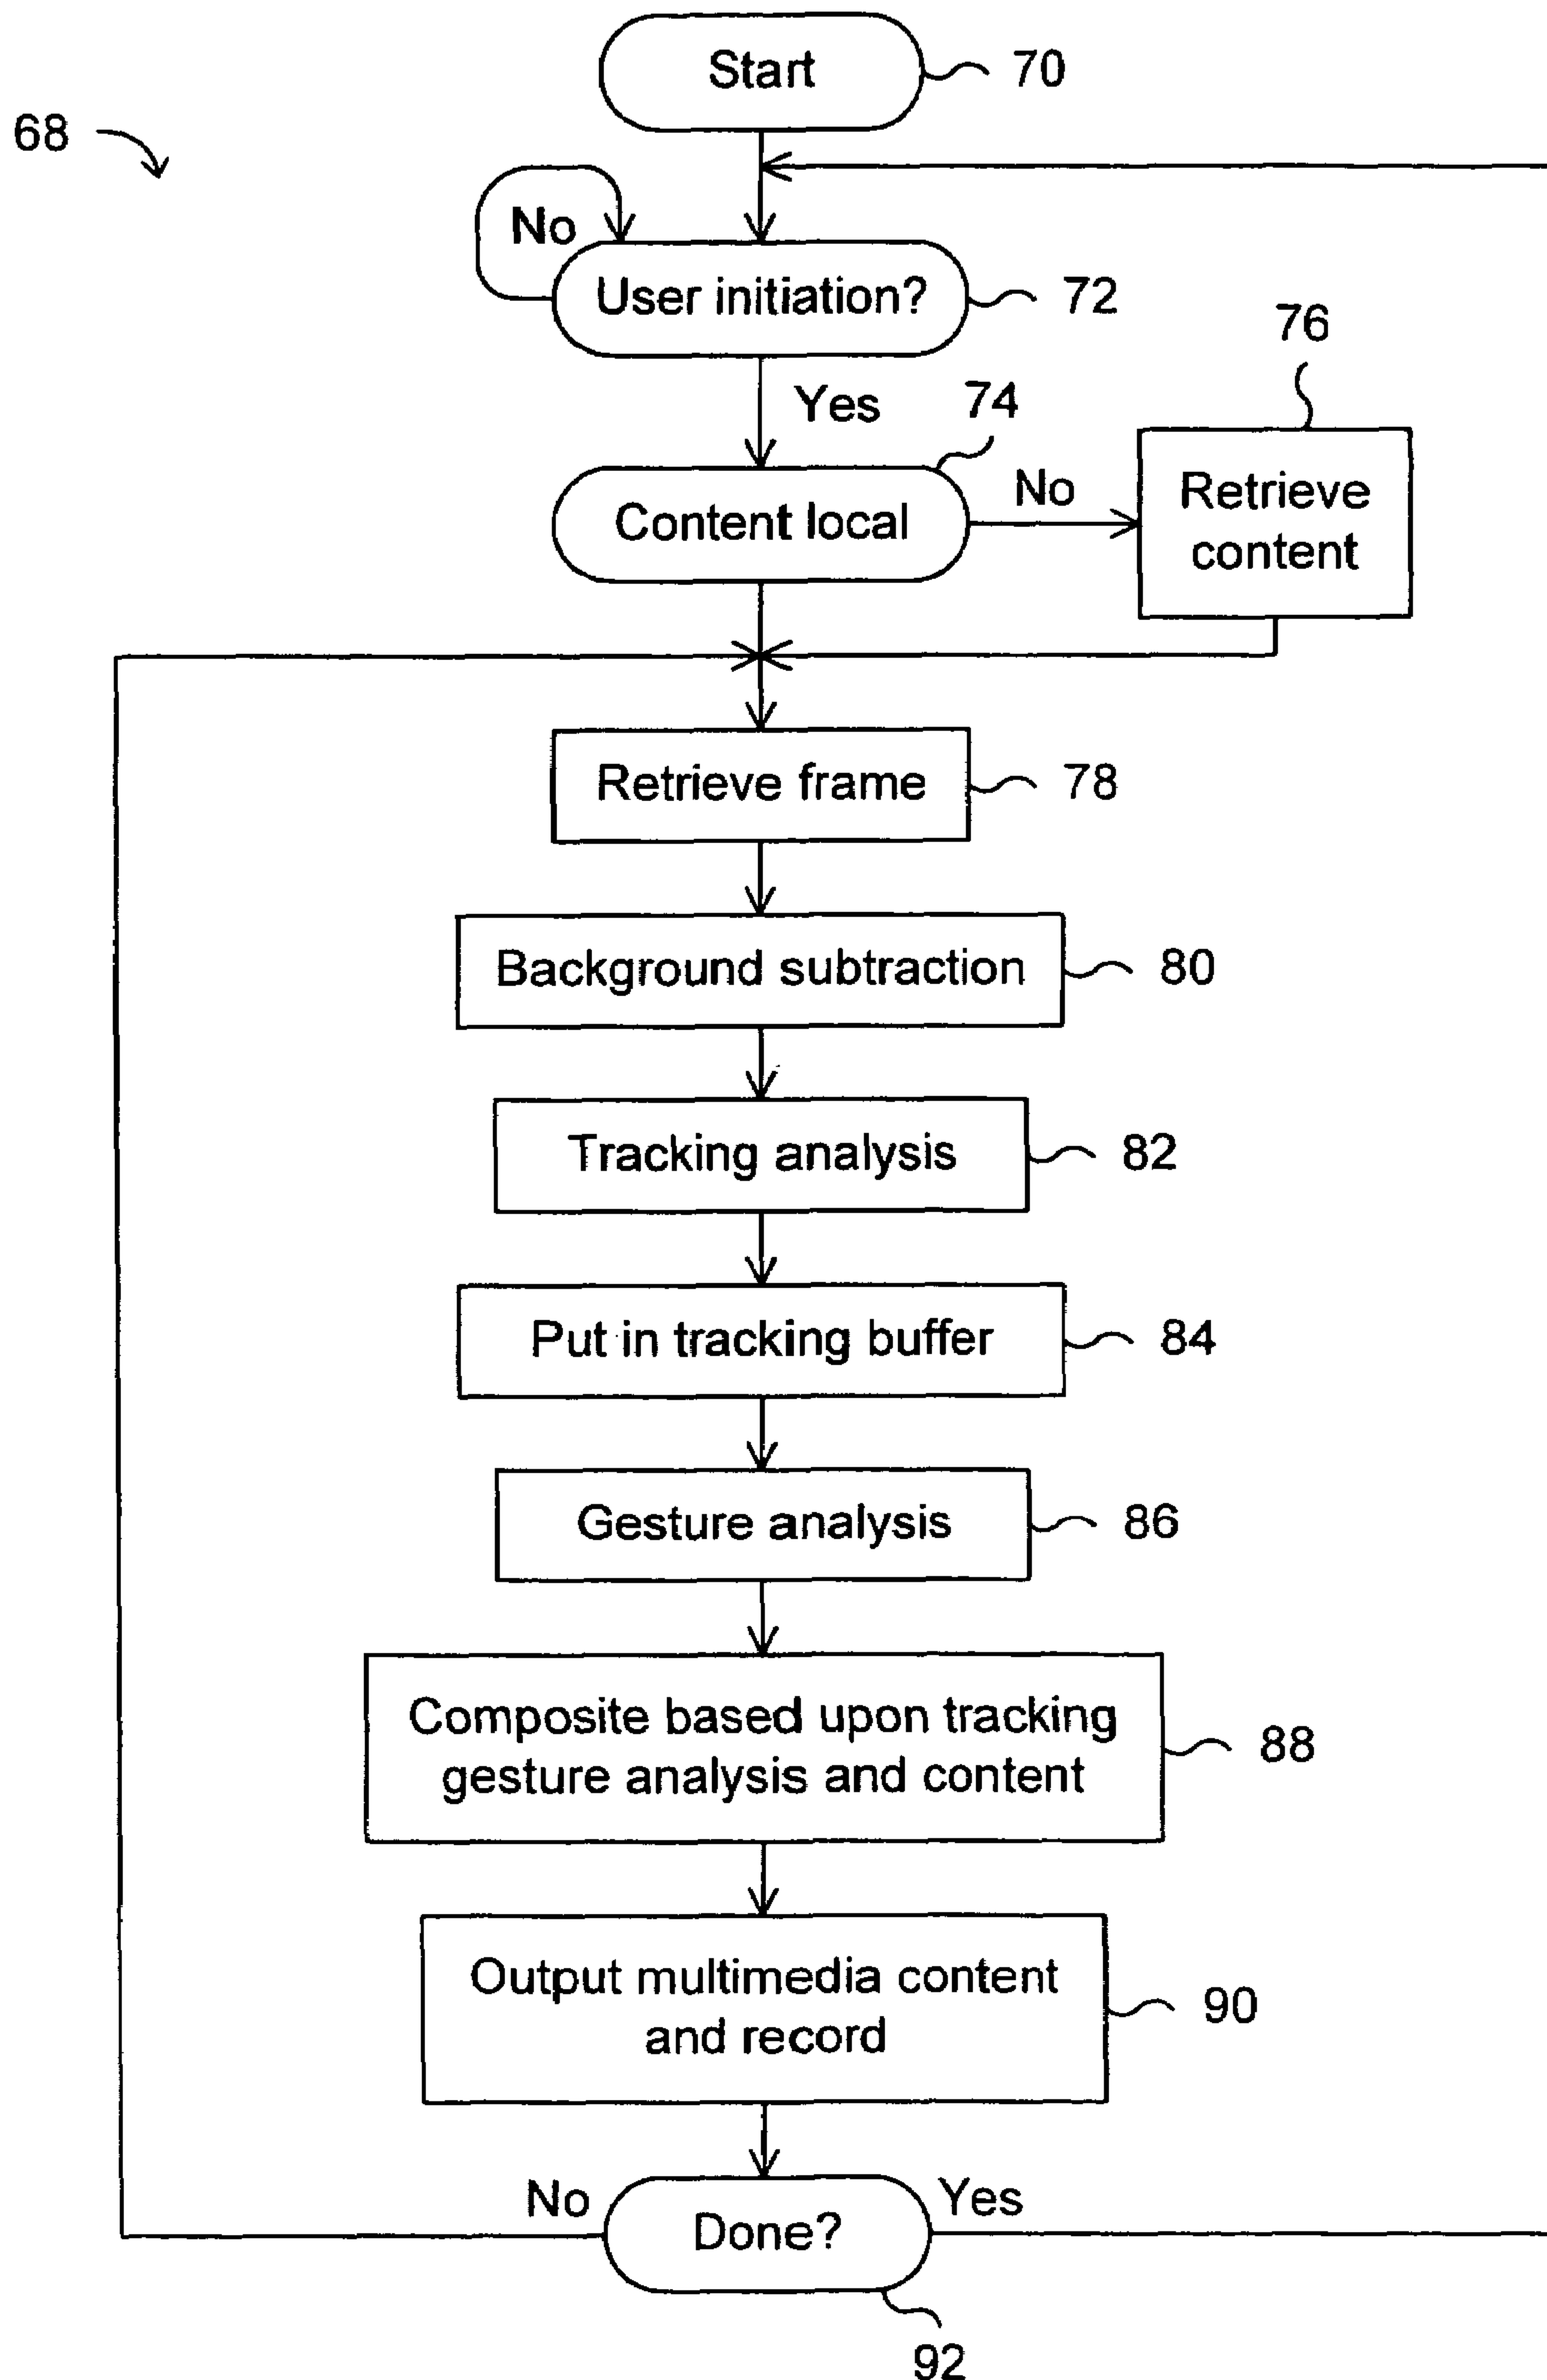 Start
70
68
No
User initiation?
72
Yes
74
76
Content local
No
Retrieve
content
Retrieve frame
78
Background subtraction
80
Tracking analysis
82
Put in tracking buffer
84
Gesture analysis
86
Composite based upon tracking
gesture analysis and content
88
Output multimedia content
and record
90
No
Yes
Done?
92